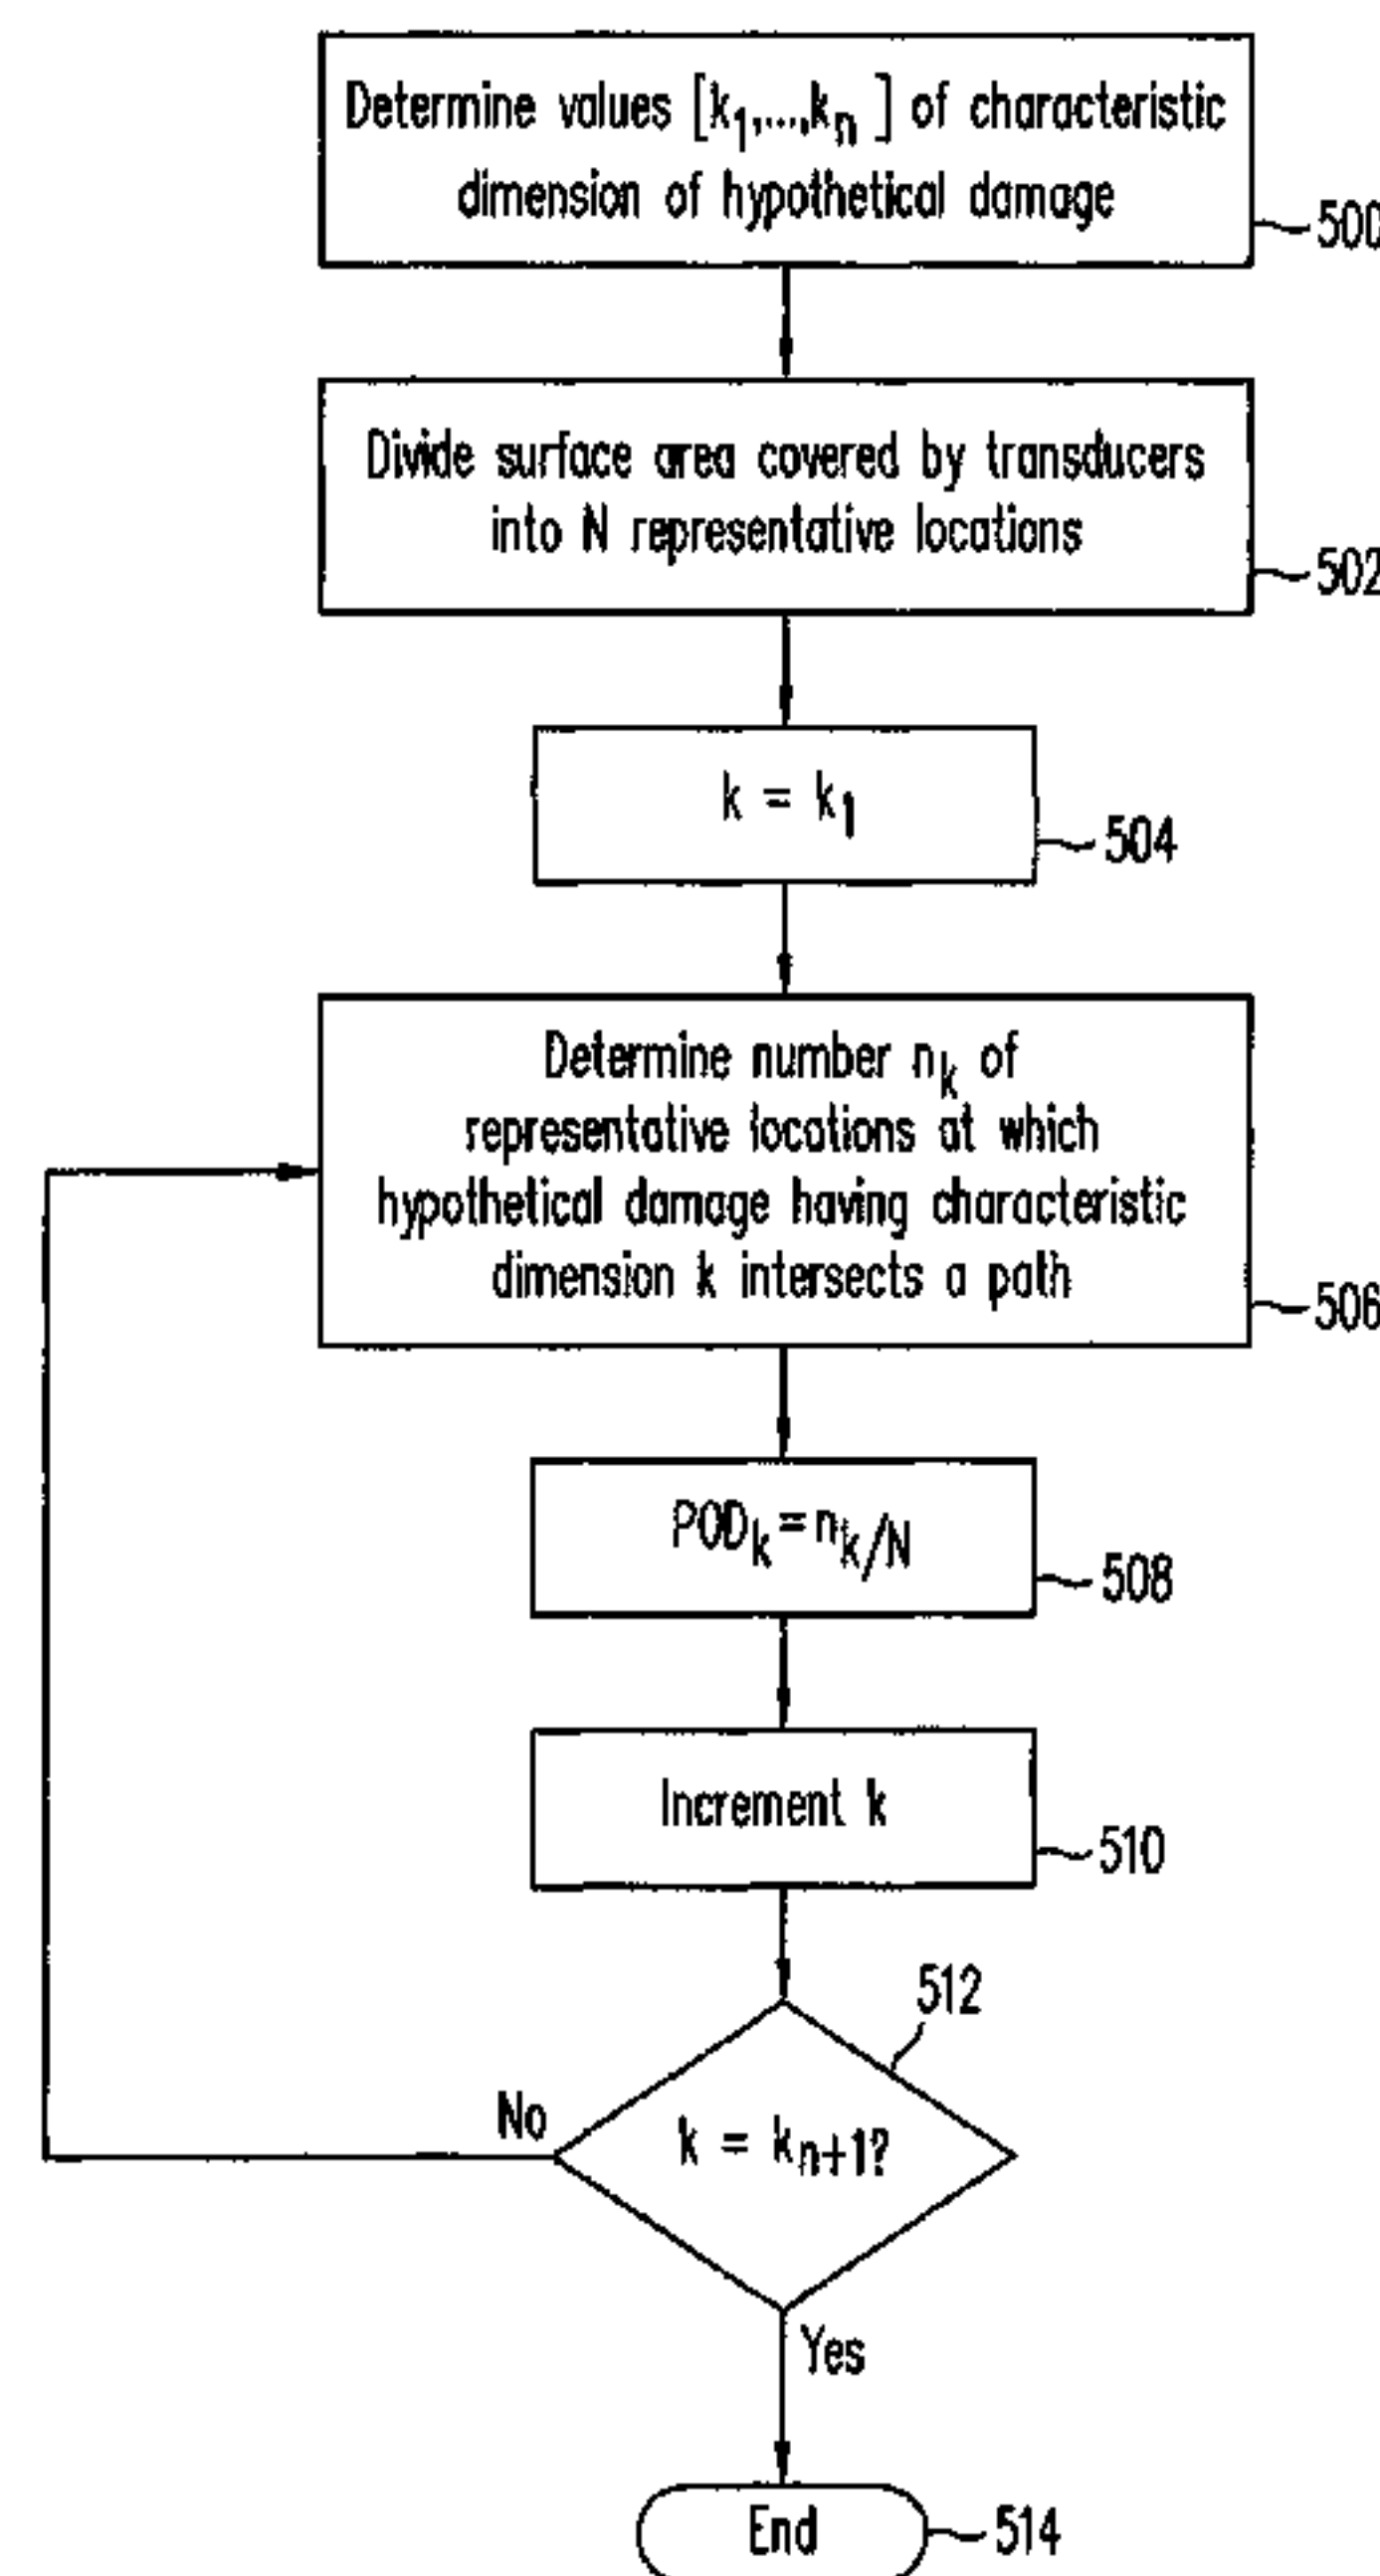 Determine values [k1,...,kn ] of characteristic
dimension of hypothetical damage
500
Divide surface area covered by transducers
into N representative locations
502
k = k1
504
Determine number nk of
representative locations at which
hypothetical damage having characteristic
dimension k intersects a path
506
PODk = nk/N
508
Increment k
510
512
No
k = kn+1?
Yes
End
514